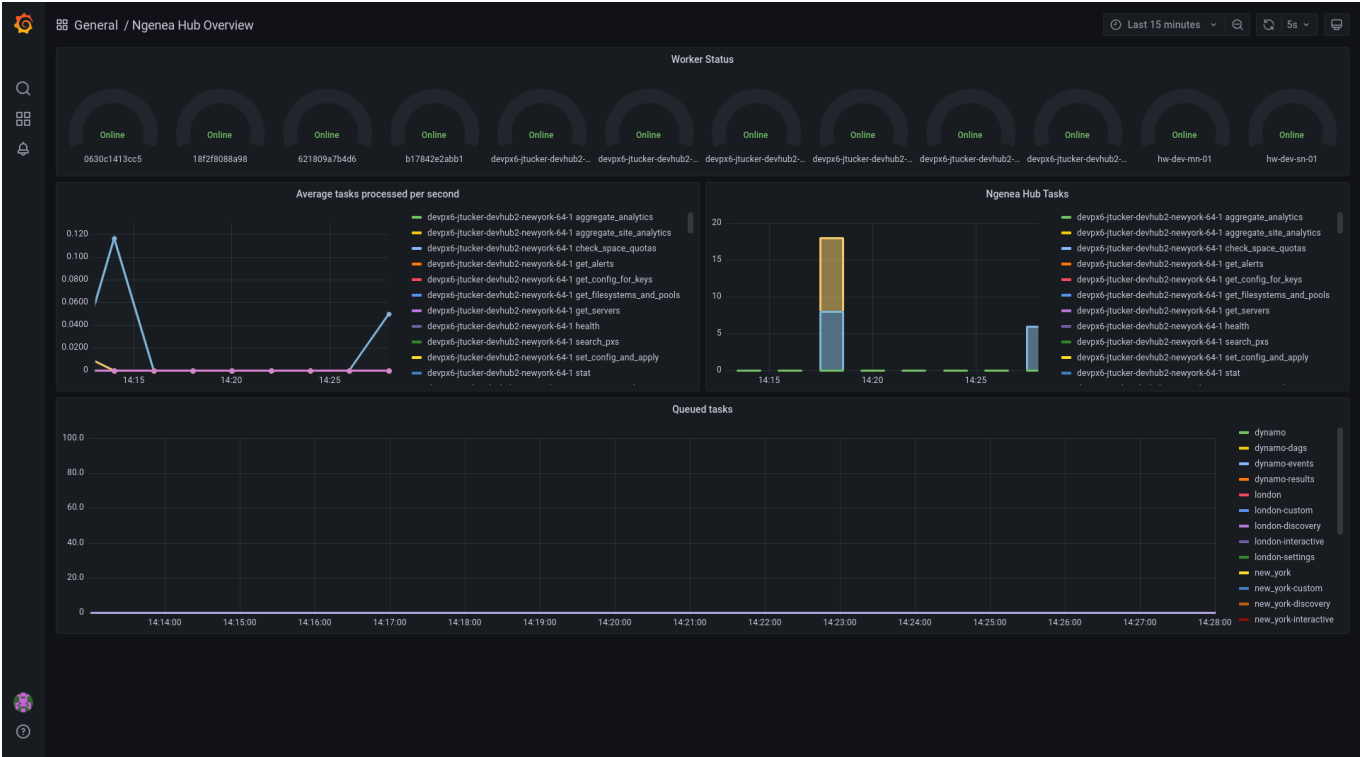 General / Ngenea Hub Overview
Last 15 minutes
5s
Worker Status
Online Online Online Online Online Online Online Online Online Online Online Online
0630c1413cc5 18f2f8088a98 621809a7b4d6 b17842e2abb1 devpx6-jtucker-devhub2-... devpx6-jtucker-devhub2-... devpx6-jtucker-devhub2-... devpx6-jtucker-devhub2-... devpx6-jtucker-devhub2-... devpx6-jtucker-devhub2-... hw-dev-mn-01 hw-dev-sn-01
Average tasks processed per second
0.120
0.100
0.0800
0.0600
0.0400
0.0200
0
14:15 14:20 14:25
devpx6-jtucker-devhub2-newyork-64-1 aggregate_analytics
devpx6-jtucker-devhub2-newyork-64-1 aggregate_site_analytics
devpx6-jtucker-devhub2-newyork-64-1 check_space_quotas
devpx6-jtucker-devhub2-newyork-64-1 get_alerts
devpx6-jtucker-devhub2-newyork-64-1 get_config_for_keys
devpx6-jtucker-devhub2-newyork-64-1 get_filesystems_and_pools
devpx6-jtucker-devhub2-newyork-64-1 get_servers
devpx6-jtucker-devhub2-newyork-64-1 health
devpx6-jtucker-devhub2-newyork-64-1 search_pxs
devpx6-jtucker-devhub2-newyork-64-1 set_config_and_apply
devpx6-jtucker-devhub2-newyork-64-1 stat
Ngenea Hub Tasks
20
15
10
5
0
14:15 14:20 14:25
devpx6-jtucker-devhub2-newyork-64-1 aggregate_analytics
devpx6-jtucker-devhub2-newyork-64-1 aggregate_site_analytics
devpx6-jtucker-devhub2-newyork-64-1 check_space_quotas
devpx6-jtucker-devhub2-newyork-64-1 get_alerts
devpx6-jtucker-devhub2-newyork-64-1 get_config_for_keys
devpx6-jtucker-devhub2-newyork-64-1 get_filesystems_and_pools
devpx6-jtucker-devhub2-newyork-64-1 get_servers
devpx6-jtucker-devhub2-newyork-64-1 health
devpx6-jtucker-devhub2-newyork-64-1 search_pxs
devpx6-jtucker-devhub2-newyork-64-1 set_config_and_apply
devpx6-jtucker-devhub2-newyork-64-1 stat
Queued tasks
100.0
80.0
60.0
40.0
20.0
0
14:14:00 14:15:00 14:16:00 14:17:00 14:18:00 14:19:00 14:20:00 14:21:00 14:22:00 14:23:00 14:24:00 14:25:00 14:26:00 14:27:00 14:28:00
dynamo
dynamo-dags
dynamo-events
dynamo-results
london
london-custom
london-discovery
london-interactive
london-settings
new_york
new_york-custom
new_york-discovery
new_york-interactive